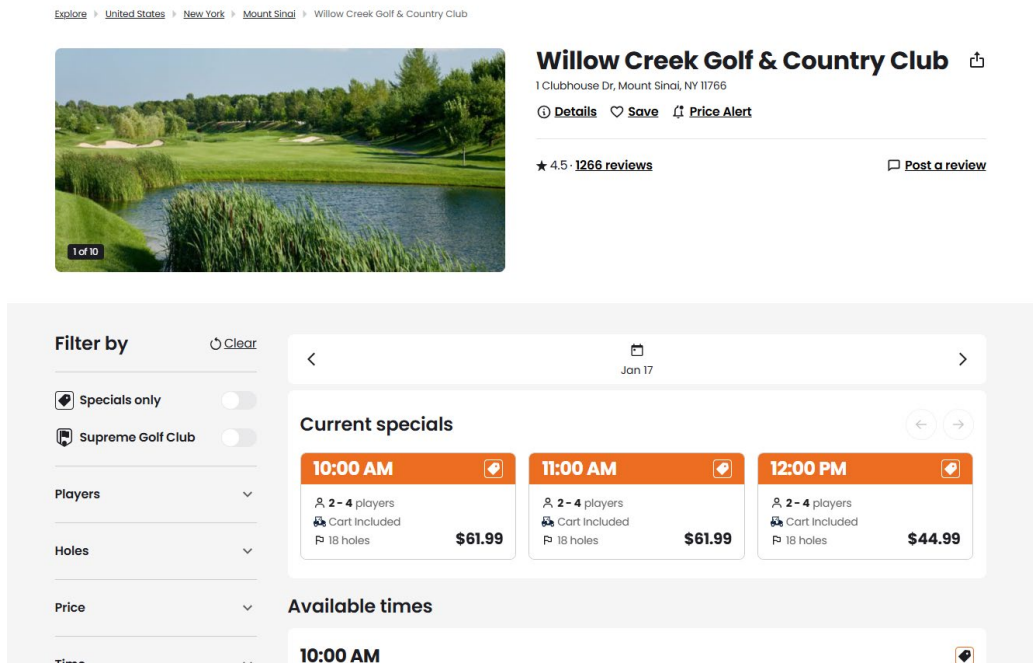 Explore United States New York Mount Sinai Willow Creek Golf & Country Club
Willow Creek Golf & Country Club
1 Clubhouse Dr, Mount Sinai, NY 11766
Details Save Price Alert
★ 4.5 · 1266 reviews Post a review
1 of 10
Filter by Clear
Specials only
Supreme Golf Club
Players
Holes
Price
Time
Jan 17
Current specials
10:00 AM
2 - 4 players
Cart Included
18 holes $61.99
11:00 AM
2 - 4 players
Cart Included
18 holes $61.99
12:00 PM
2 - 4 players
Cart Included
18 holes $44.99
Available times
10:00 AM